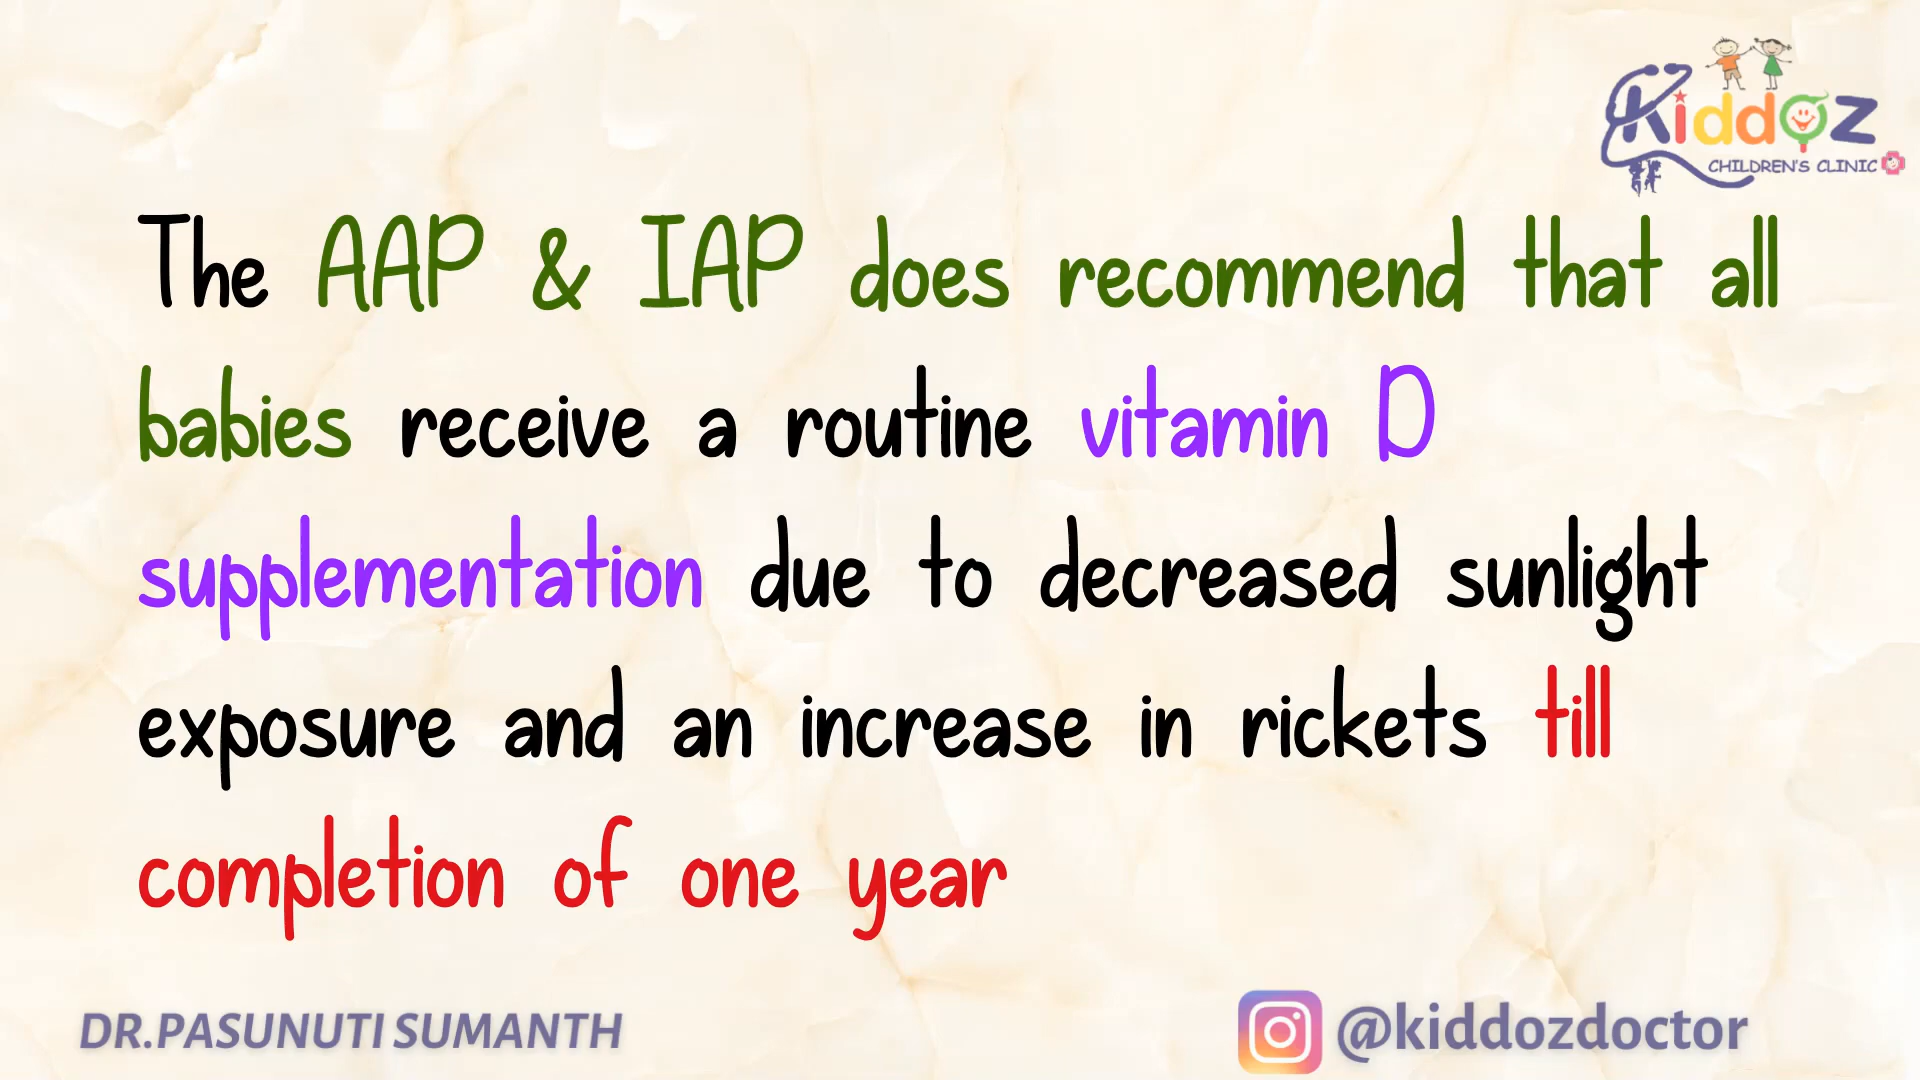 Kiddoz
CHILDREN'S CLINIC
The AAP & IAP does recommend that all
babies receive a routine vitamin D
supplementation due to decreased sunlight
exposure and an increase in rickets till
completion of one year
DR.PASUNUTI SUMANTH
@kiddozdoctor